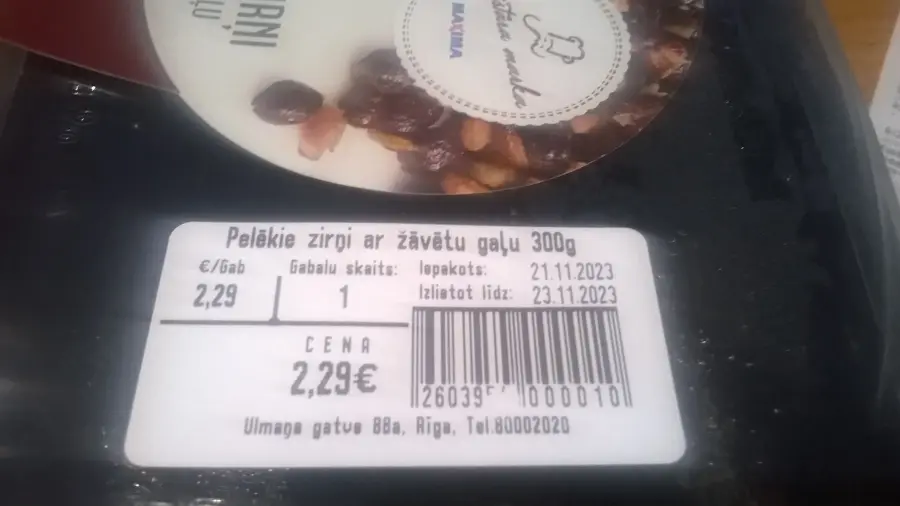 MAXIMA
Pelēkie zirņi ar žāvētu gaļu 300g
€/Gab Gabalu skaits: Iepakots: 21.11.2023
2,29 1 Izlietot līdz: 23.11.2023
CENA
2,29€
000010
Ulmaņa gatve 88a, Rīga, Tel.80002020